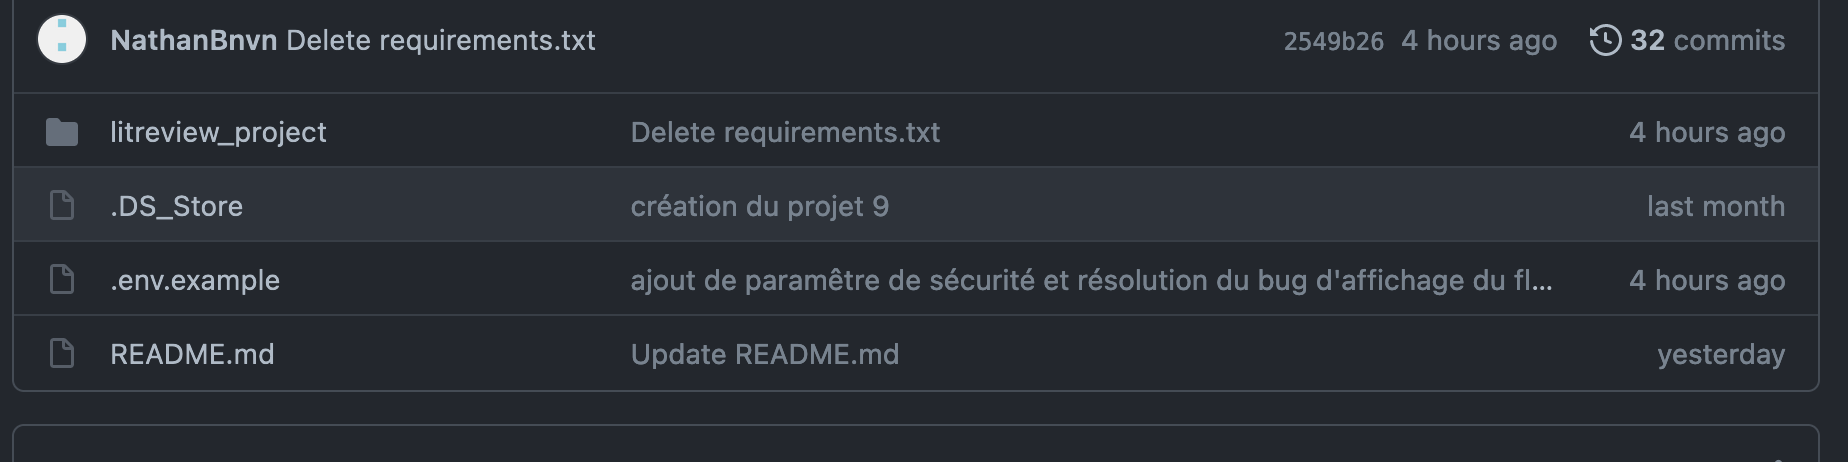 NathanBnvn Delete requirements.txt 2549b26 4 hours ago 32 commits
litreview_project Delete requirements.txt 4 hours ago
.DS_Store création du projet 9 last month
.env.example ajout de paramêtre de sécurité et résolution du bug d'affichage du fl... 4 hours ago
README.md Update README.md yesterday